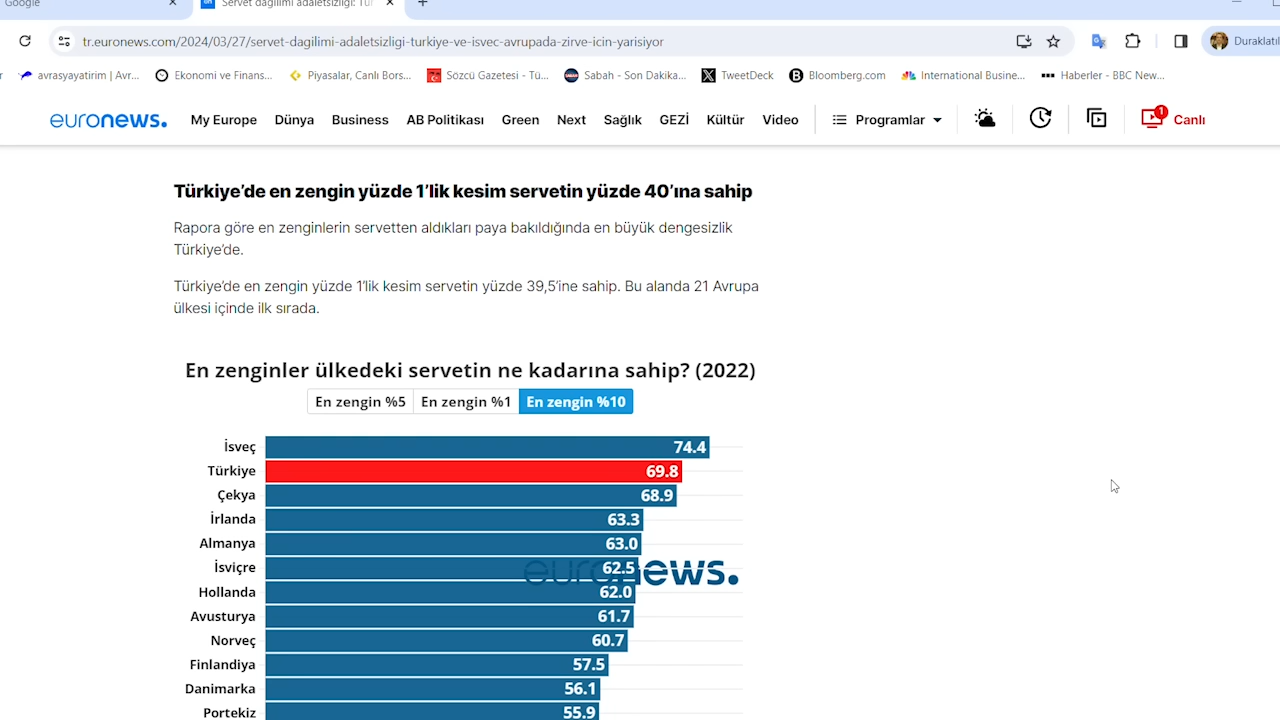 Google
Servet dağılımı adaletsizliği: Tür
tr.euronews.com/2024/03/27/servet-dagilimi-adaletsizligi-turkiye-ve-isvec-avrupada-zirve-icin-yarisiyor
Duraklatıl
avrasyayatirim | Avr... Ekonomi ve Finans... Piyasalar, Canlı Bors... Sözcü Gazetesi - Tü... Sabah - Son Dakika... TweetDeck Bloomberg.com International Busine... Haberler - BBC New...
euronews. My Europe Dünya Business AB Politikası Green Next Sağlık GEZİ Kültür Video Programlar 1 Canlı
Türkiye’de en zengin yüzde 1’lik kesim servetin yüzde 40’ına sahip
Rapora göre en zenginlerin servetten aldıkları paya bakıldığında en büyük dengesizlik
Türkiye’de.
Türkiye’de en zengin yüzde 1’lik kesim servetin yüzde 39,5’ine sahip. Bu alanda 21 Avrupa
ülkesi içinde ilk sırada.
En zenginler ülkedeki servetin ne kadarına sahip? (2022)
En zengin %5 En zengin %1 En zengin %10
İsveç 74.4
Türkiye 69.8
Çekya 68.9
İrlanda 63.3
Almanya 63.0
İsviçre 62.5
euronews.
Hollanda 62.0
Avusturya 61.7
Norveç 60.7
Finlandiya 57.5
Danimarka 56.1
Portekiz 55.9